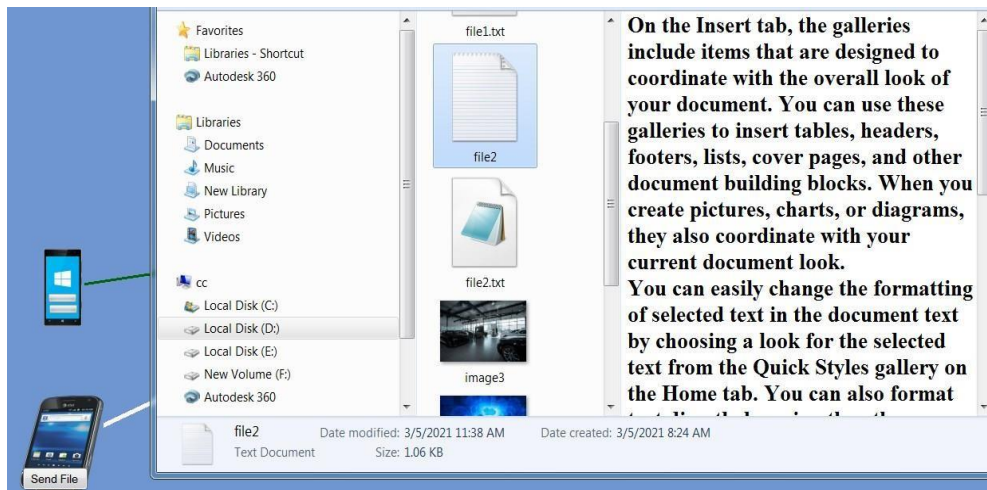 Favorites
Libraries - Shortcut
Autodesk 360
Libraries
Documents
Music
New Library
Pictures
Videos
cc
Local Disk (C:)
Local Disk (D:)
Local Disk (E:)
New Volume (F:)
Autodesk 360
file1.txt
file2
file2.txt
image3
On the Insert tab, the galleries
include items that are designed to
coordinate with the overall look of
your document. You can use these
galleries to insert tables, headers,
footers, lists, cover pages, and other
document building blocks. When you
create pictures, charts, or diagrams,
they also coordinate with your
current document look.
You can easily change the formatting
of selected text in the document text
by choosing a look for the selected
text from the Quick Styles gallery on
the Home tab. You can also format
file2 Date modified: 3/5/2021 11:38 AM Date created: 3/5/2021 8:24 AM
Text Document Size: 1.06 KB
Send File